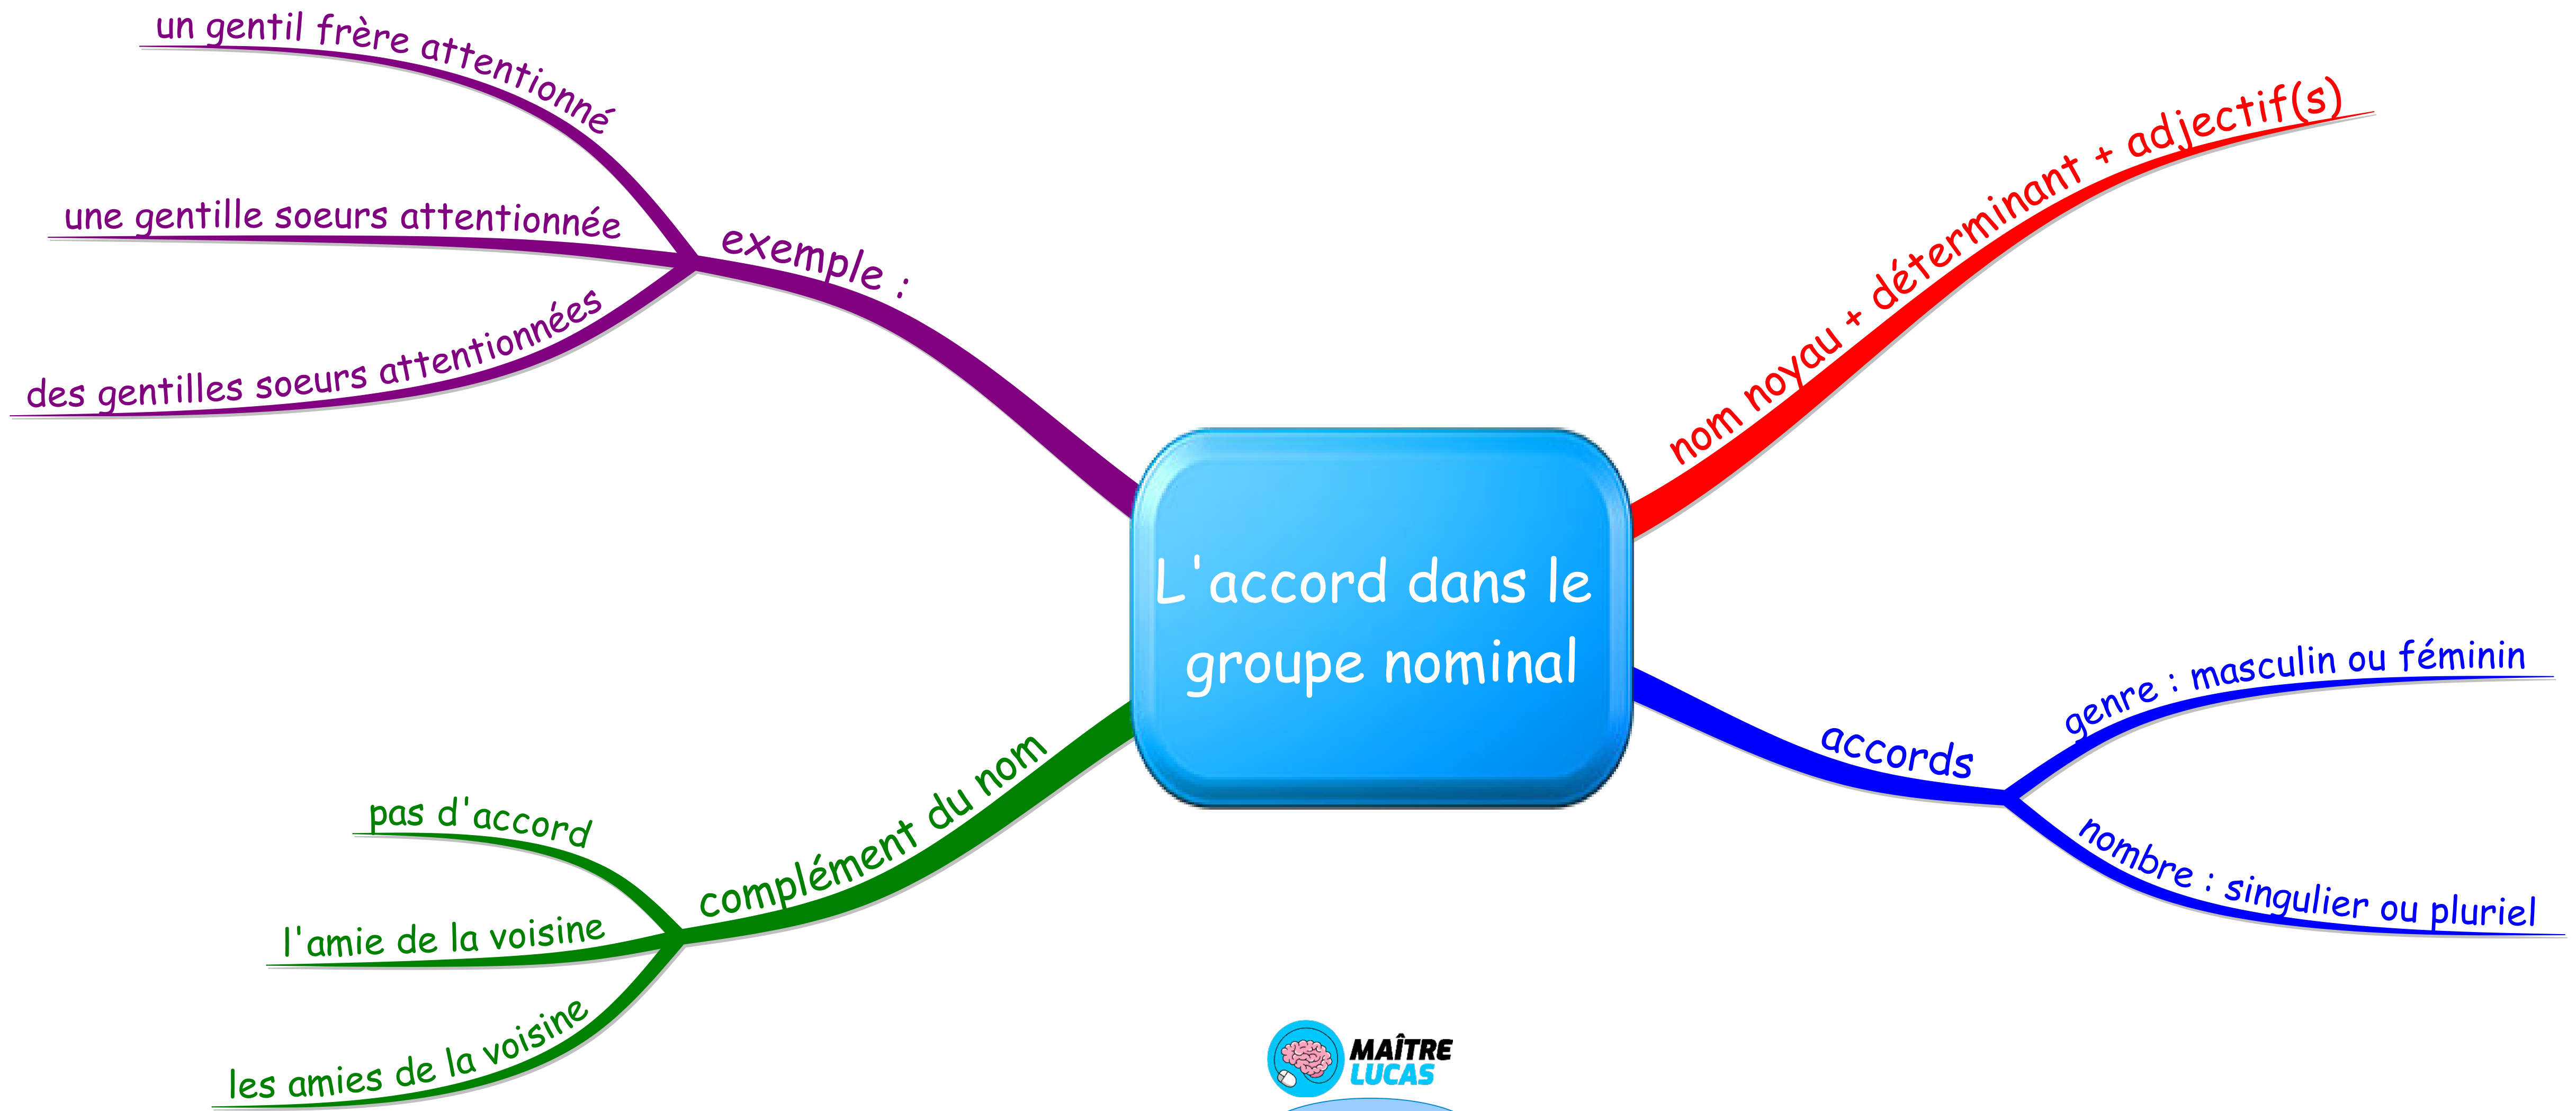 L'accord dans le
groupe nominal
nom noyau + déterminant + adjectif(s)
accords
genre : masculin ou féminin
nombre : singulier ou pluriel
complément du nom
pas d'accord
l'amie de la voisine
les amies de la voisine
exemple :
un gentil frère attentionné
une gentille soeurs attentionnée
des gentilles soeurs attentionnées
MAÎTRE
LUCAS